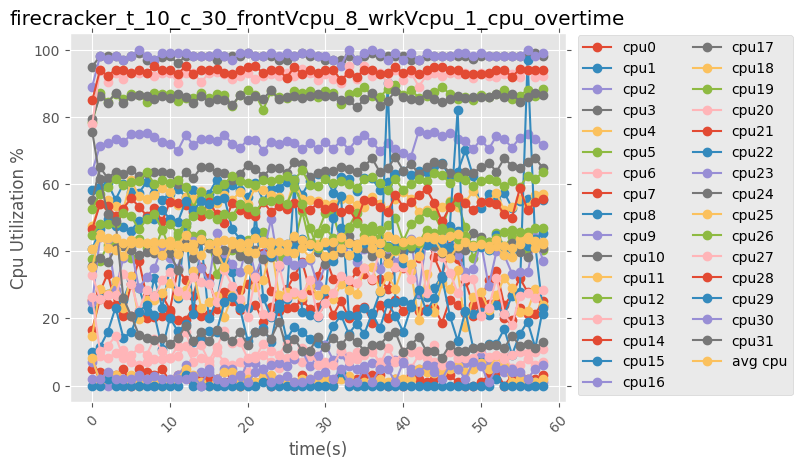 firecracker_t_10_c_30_frontVcpu_8_wrkVcpu_1_cpu_overtime
Cpu Utilization %
100
80
60
40
20
0
0
10
20
30
40
50
60
time(s)
cpu0
cpu1
cpu2
cpu3
cpu4
cpu5
cpu6
cpu7
cpu8
cpu9
cpu10
cpu11
cpu12
cpu13
cpu14
cpu15
cpu16
cpu17
cpu18
cpu19
cpu20
cpu21
cpu22
cpu23
cpu24
cpu25
cpu26
cpu27
cpu28
cpu29
cpu30
cpu31
avg cpu